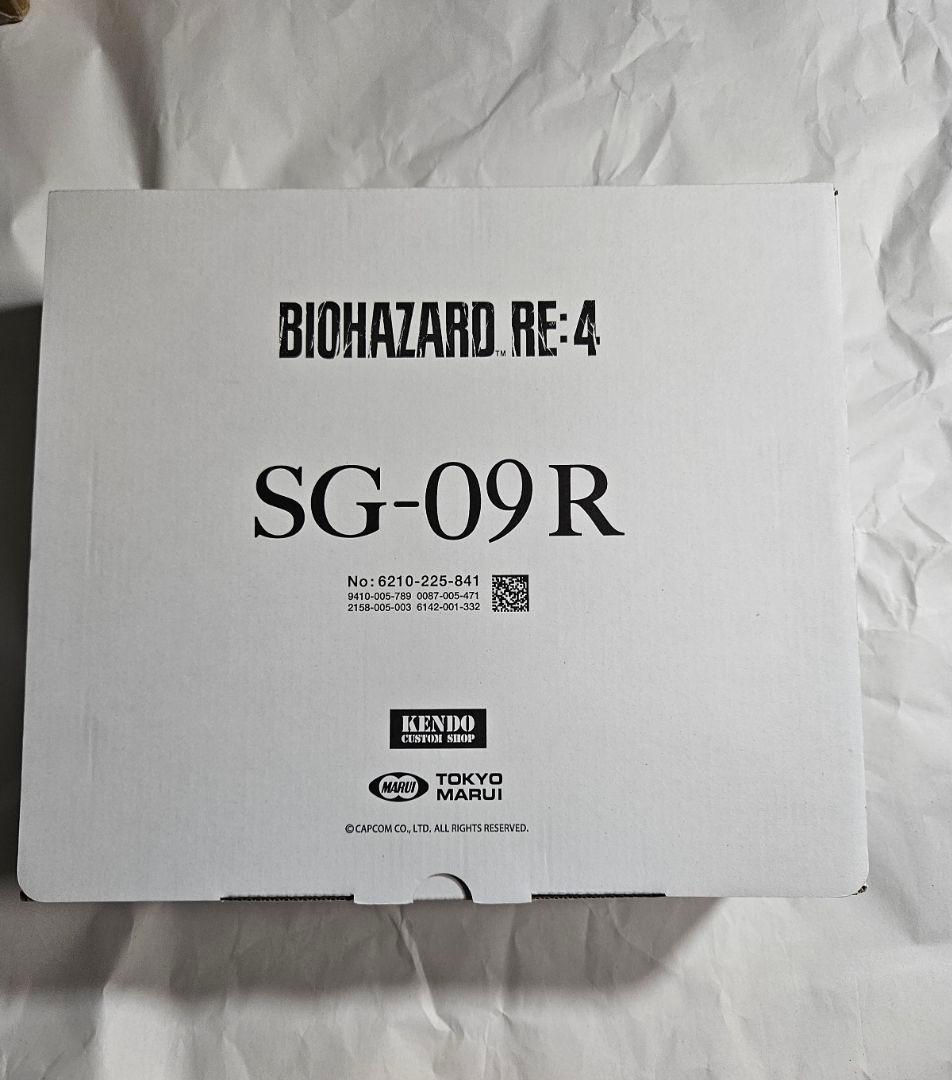 BIOHAZARD™ RE:4
SG-09 R
No: 6210-225-841
9410-005-789 0087-005-471
2158-005-003 6142-001-332
KENDO
CUSTOM SHOP
MARUI
TOKYO
MARUI
©CAPCOM CO., LTD. ALL RIGHTS RESERVED.